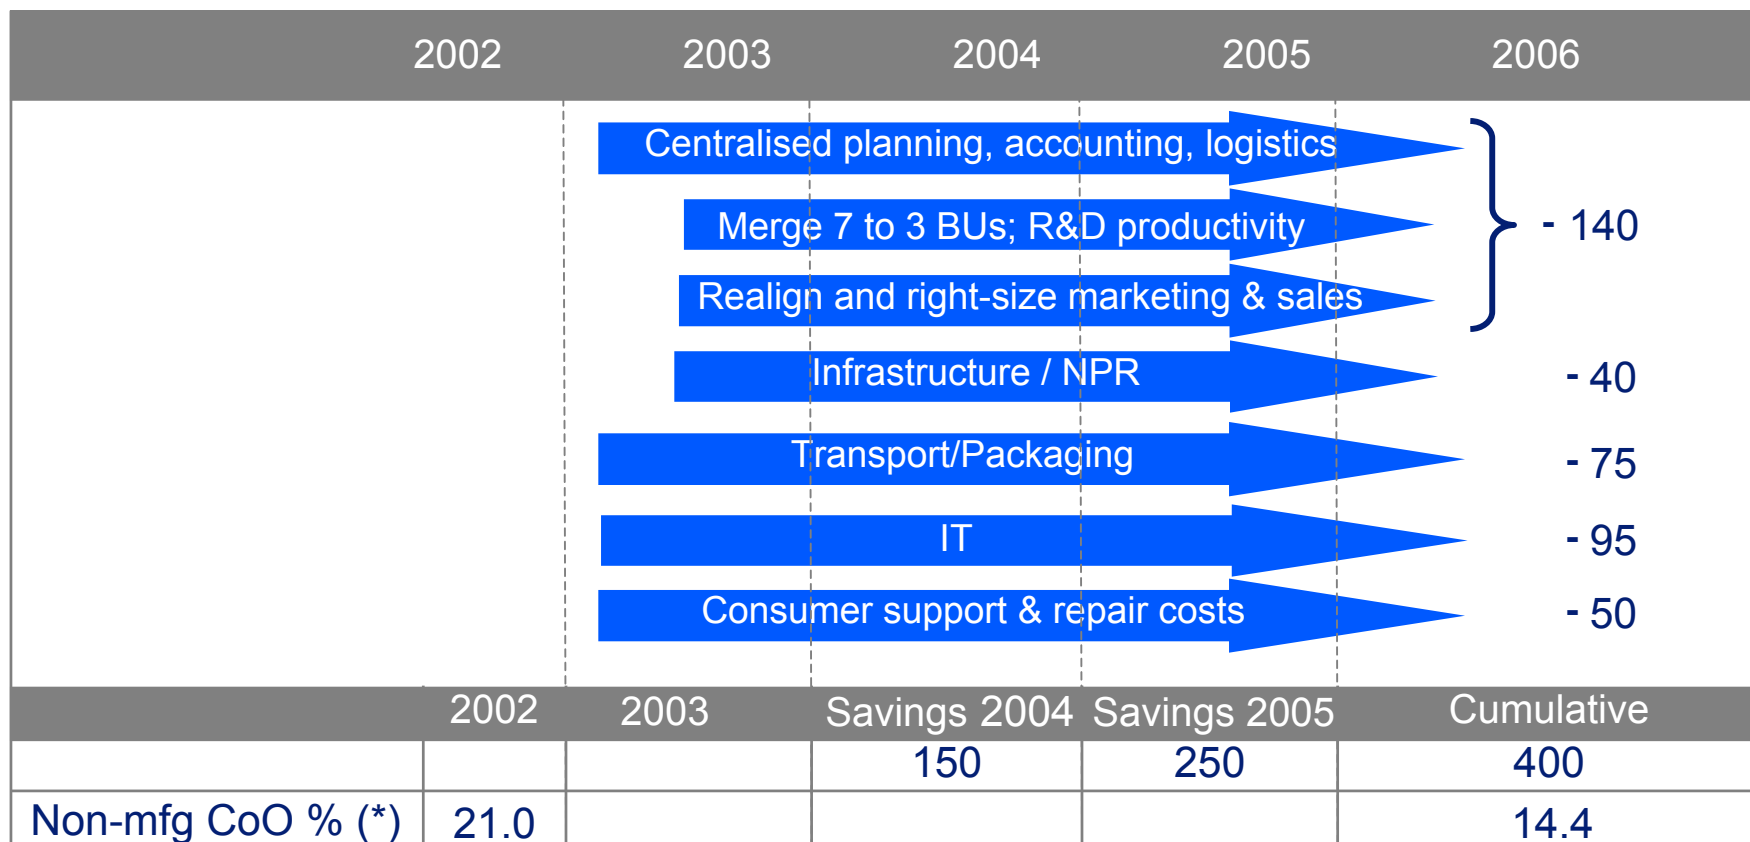 2002 2003 2004 2005 2006
Centralised planning, accounting, logistics
Merge 7 to 3 BUs; R&D productivity - 140
Realign and right-size marketing & sales
Infrastructure / NPR - 40
Transport/Packaging - 75
IT - 95
Consumer support & repair costs - 50
2002 2003 Savings 2004 Savings 2005 Cumulative
150 250 400
Non-mfg CoO % (*) 21.0 14.4